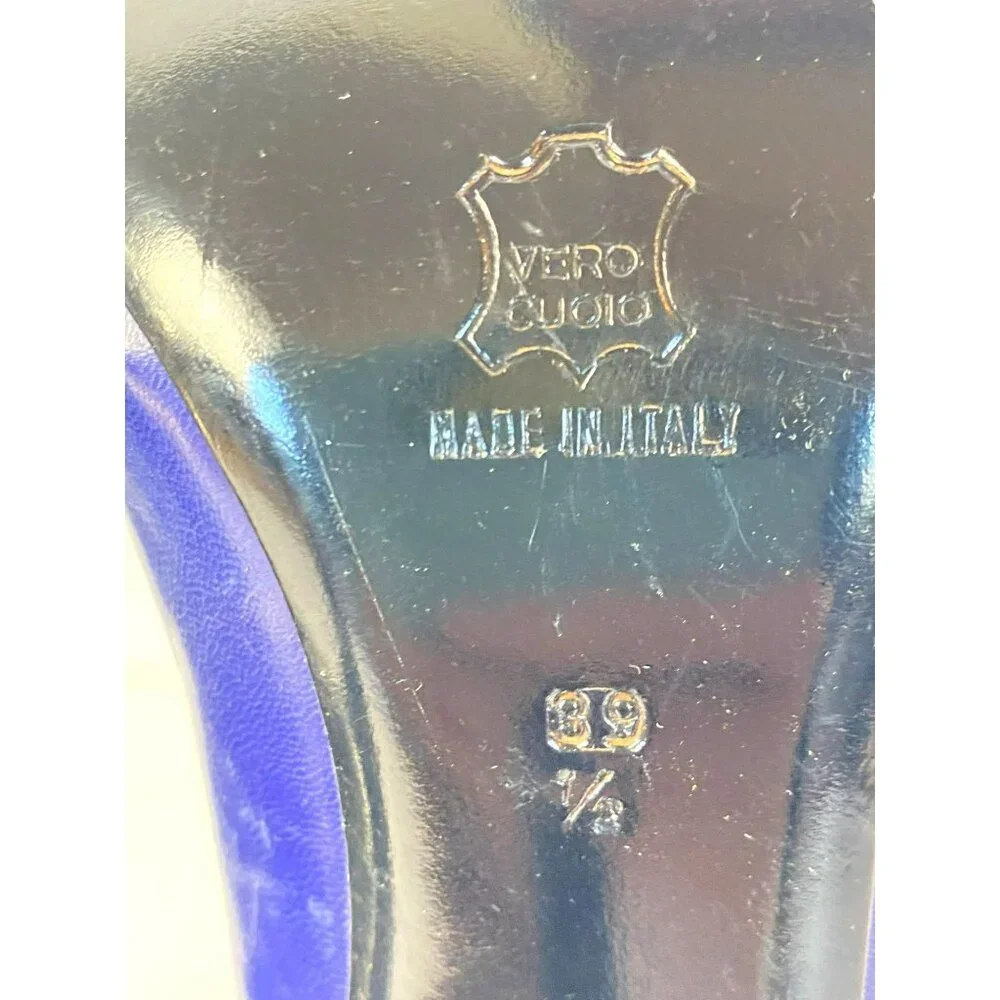 VERO
CUOIO
MADE IN ITALY
39
1/2